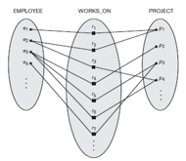 EMPLOYEE WORKS_ON PROJECT
e1 r1 p1
e2 r2 p2
e3 r3 p3
e4 r4 p4
r5
r6
r7